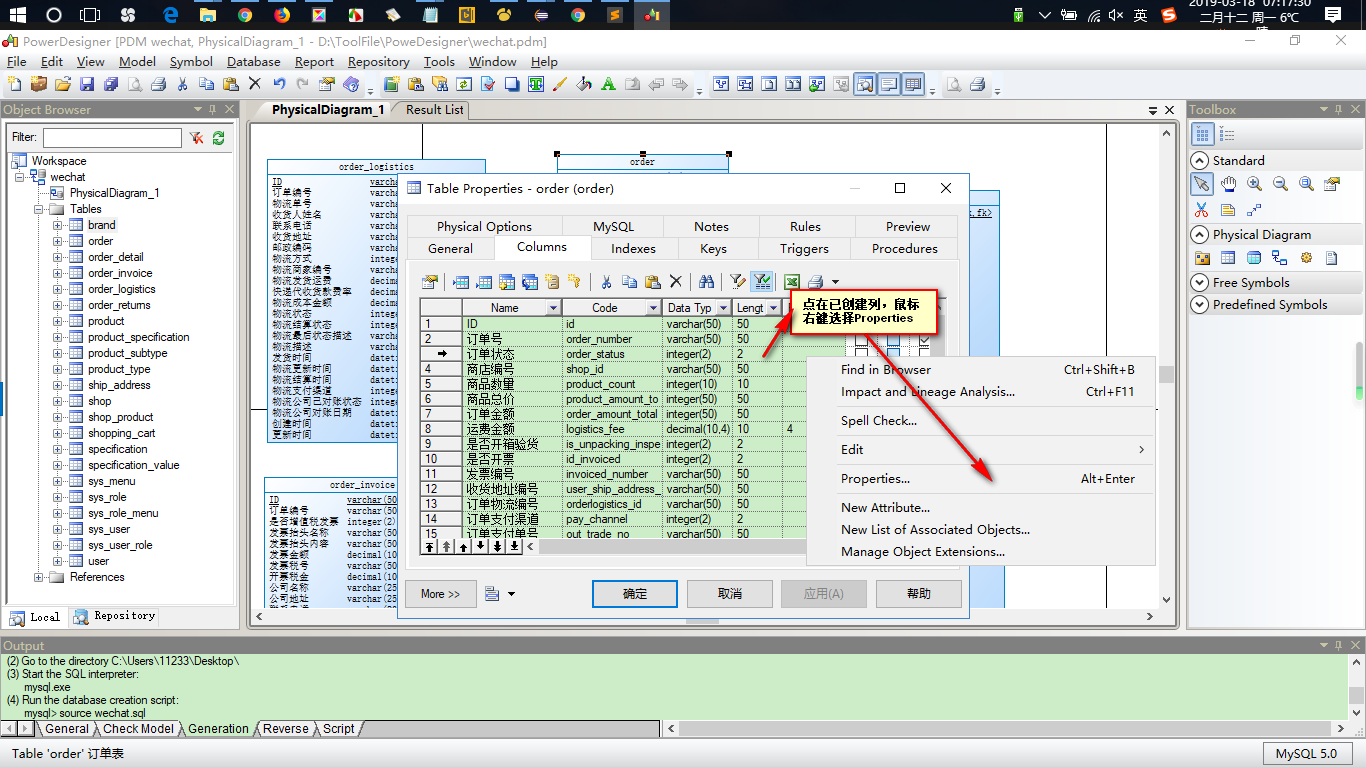 2019-03-18 07:17:30
英
二月十二 周一 6℃
PowerDesigner [PDM wechat, PhysicalDiagram_1 - D:\ToolFile\PoweDesigner\wechat.pdm]
File Edit View Model Symbol Database Report Repository Tools Window Help
Object Browser
Filter:
Workspace
wechat
PhysicalDiagram_1
Tables
brand
order
order_detail
order_invoice
order_logistics
order_returns
product
product_specification
product_subtype
product_type
ship_address
shop
shop_product
shopping_cart
specification
specification_value
sys_menu
sys_role
sys_role_menu
sys_user
sys_user_role
user
References
Local Repository
PhysicalDiagram_1 Result List
order_logistics
ID varcha
订单编号 varcha
物流单号 varcha
收货人姓名 varcha
联系电话 varcha
收货地址 varcha
邮政编码 varcha
物流方式 intege
物流商家编号 varcha
物流发货运费 decima
快递代收货款费率 decima
物流成本金额 decima
物流状态 intege
物流结算状态 intege
物流最后状态描述 varcha
物流描述 varcha
发货时间 dateti
物流更新时间 dateti
物流结算时间 dateti
物流支付渠道 intege
物流公司已对账状态 intege
物流公司对账日期 dateti
创建时间 dateti
更新时间 dateti
order
.fk>
order_invoice
ID varchar(50
订单编号 varchar(50
是否增值税发票 integer(2)
发票抬头名称 varchar(50
发票抬头内容 varchar(50
发票金额 decimal(10
发票税号 varchar(50
开票税金 decimal(10
公司名称 varchar(25
公司地址 varchar(25
Table Properties - order (order)
Physical Options MySQL Notes Rules Preview
General Columns Indexes Keys Triggers Procedures
Name Code Data Typ Lengt
1 ID id varchar(50) 50
2 订单号 order_number varchar(50) 50
订单状态 order_status integer(2) 2
4 商店编号 shop_id varchar(50) 50
5 商品数量 product_count integer(10) 10
6 商品总价 product_amount_to integer(50) 50
7 订单金额 order_amount_total integer(50) 50
8 运费金额 logistics_fee decimal(10,4) 10 4
9 是否开箱验货 is_unpacking_inspe integer(2) 2
10 是否开票 id_invoiced integer(2) 2
11 发票编号 invoiced_number varchar(50) 50
12 收货地址编号 user_ship_address_ varchar(50) 50
13 订单物流编号 orderlogistics_id varchar(50) 50
14 订单支付渠道 pay_channel integer(2) 2
15 订单支付单号 out_trade_no varchar(50) 50
点在已创建列，鼠标
右键选择Properties
Find in Browser Ctrl+Shift+B
Impact and Lineage Analysis... Ctrl+F11
Spell Check...
Edit
Properties... Alt+Enter
New Attribute...
New List of Associated Objects...
Manage Object Extensions...
More >> 确定 取消 应用(A) 帮助
Toolbox
Standard
Physical Diagram
Free Symbols
Predefined Symbols
Output
(2) Go to the directory C:\Users\11233\Desktop\
(3) Start the SQL interpreter:
mysql.exe
(4) Run the database creation script:
mysql> source wechat.sql
General Check Model Generation Reverse Script
Table 'order' 订单表
MySQL 5.0